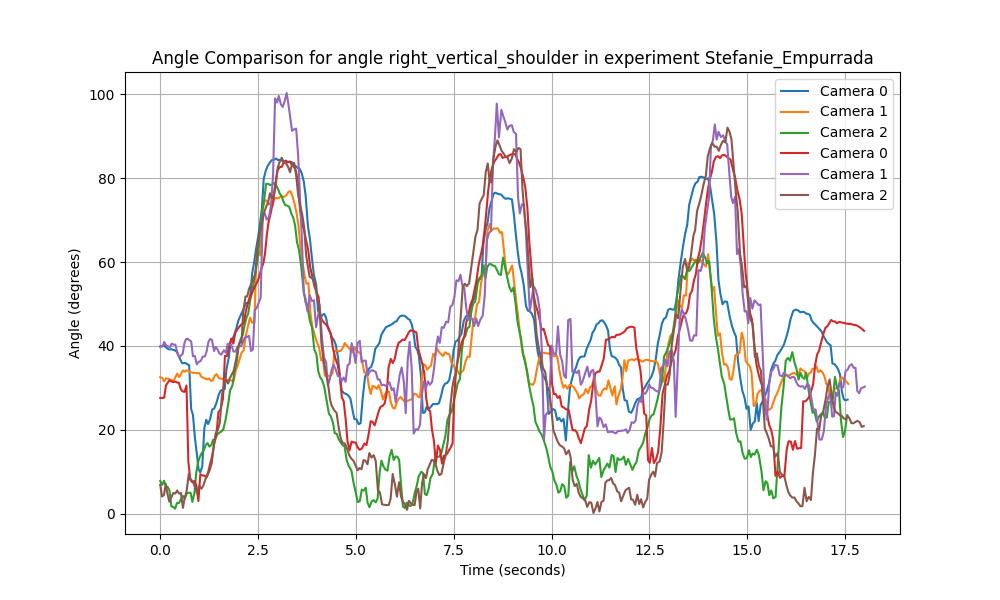 Angle Comparison for angle right_vertical_shoulder in experiment Stefanie_Empurrada
Camera 0
Camera 1
Camera 2
Camera 0
Camera 1
Camera 2
100
80
60
40
20
0
Angle (degrees)
0.0 2.5 5.0 7.5 10.0 12.5 15.0 17.5
Time (seconds)